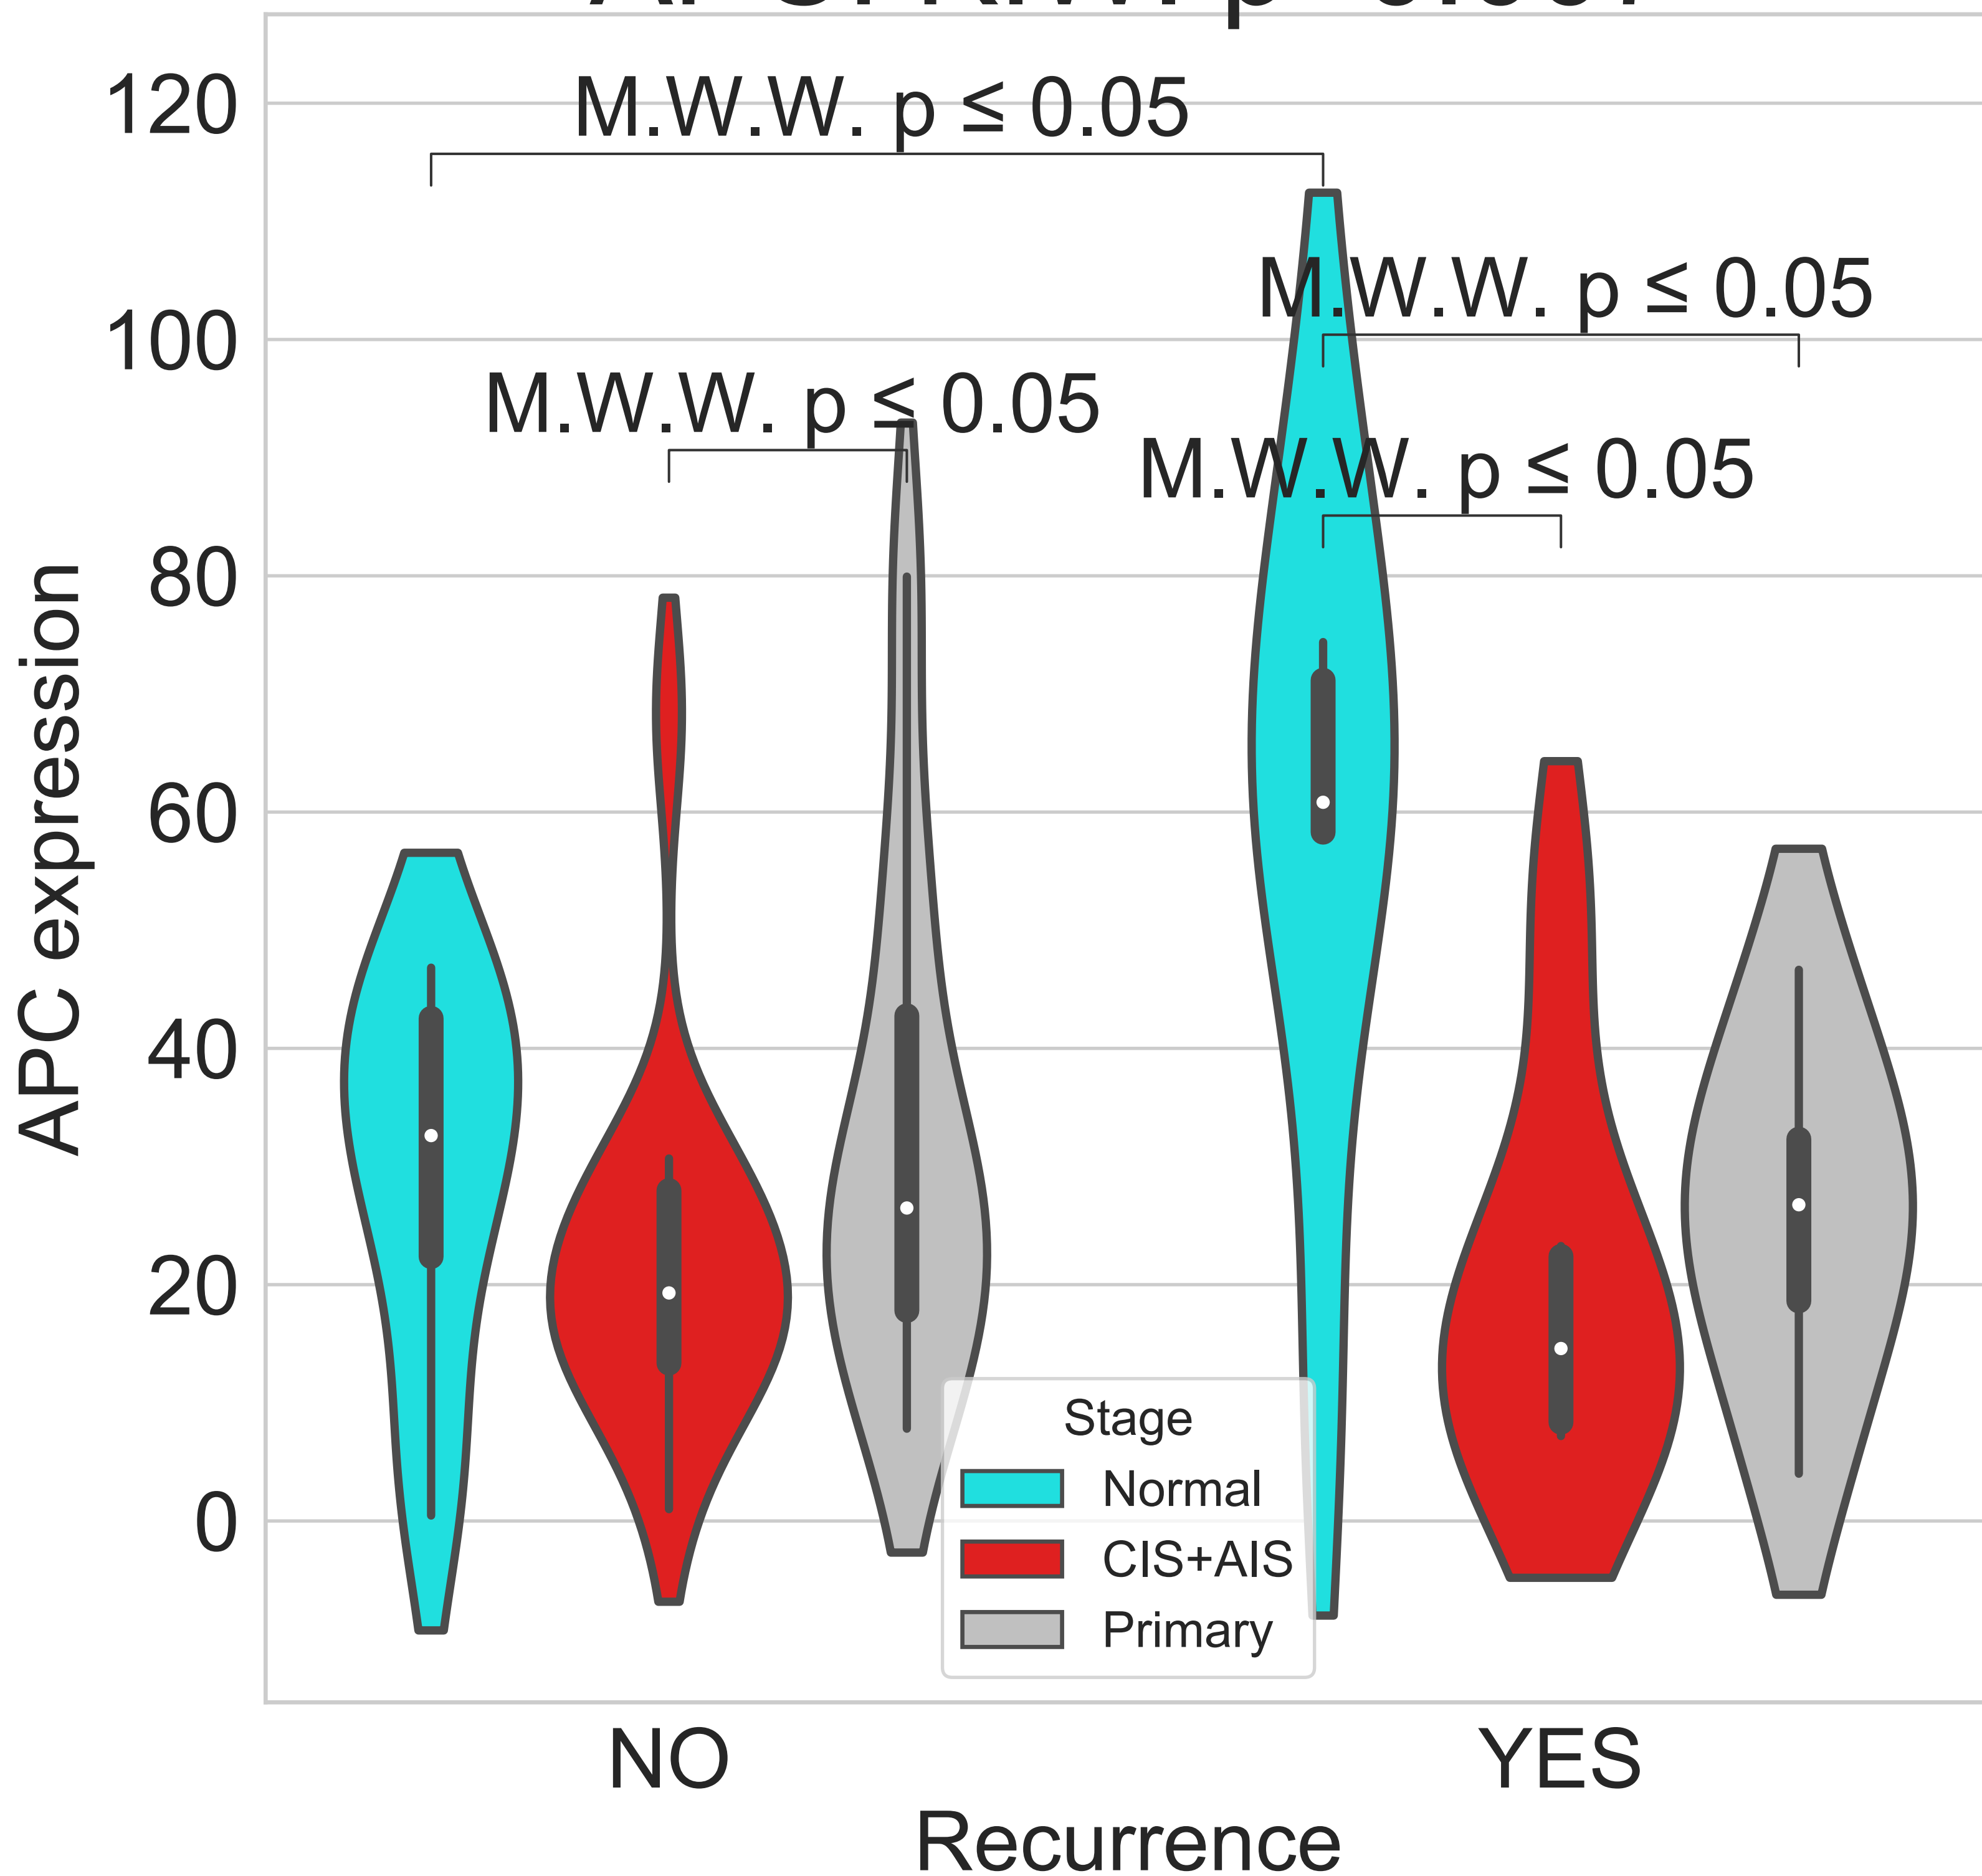 120
M.W.W. p ≤ 0.05
M.W.W. p ≤ 0.05
100
M.W.W. p ≤ 0.05
M.W.W. p ≤ 0.05
80
60
40
20
0
APC expression
Stage
Normal
CIS+AIS
Primary
NO
YES
Recurrence